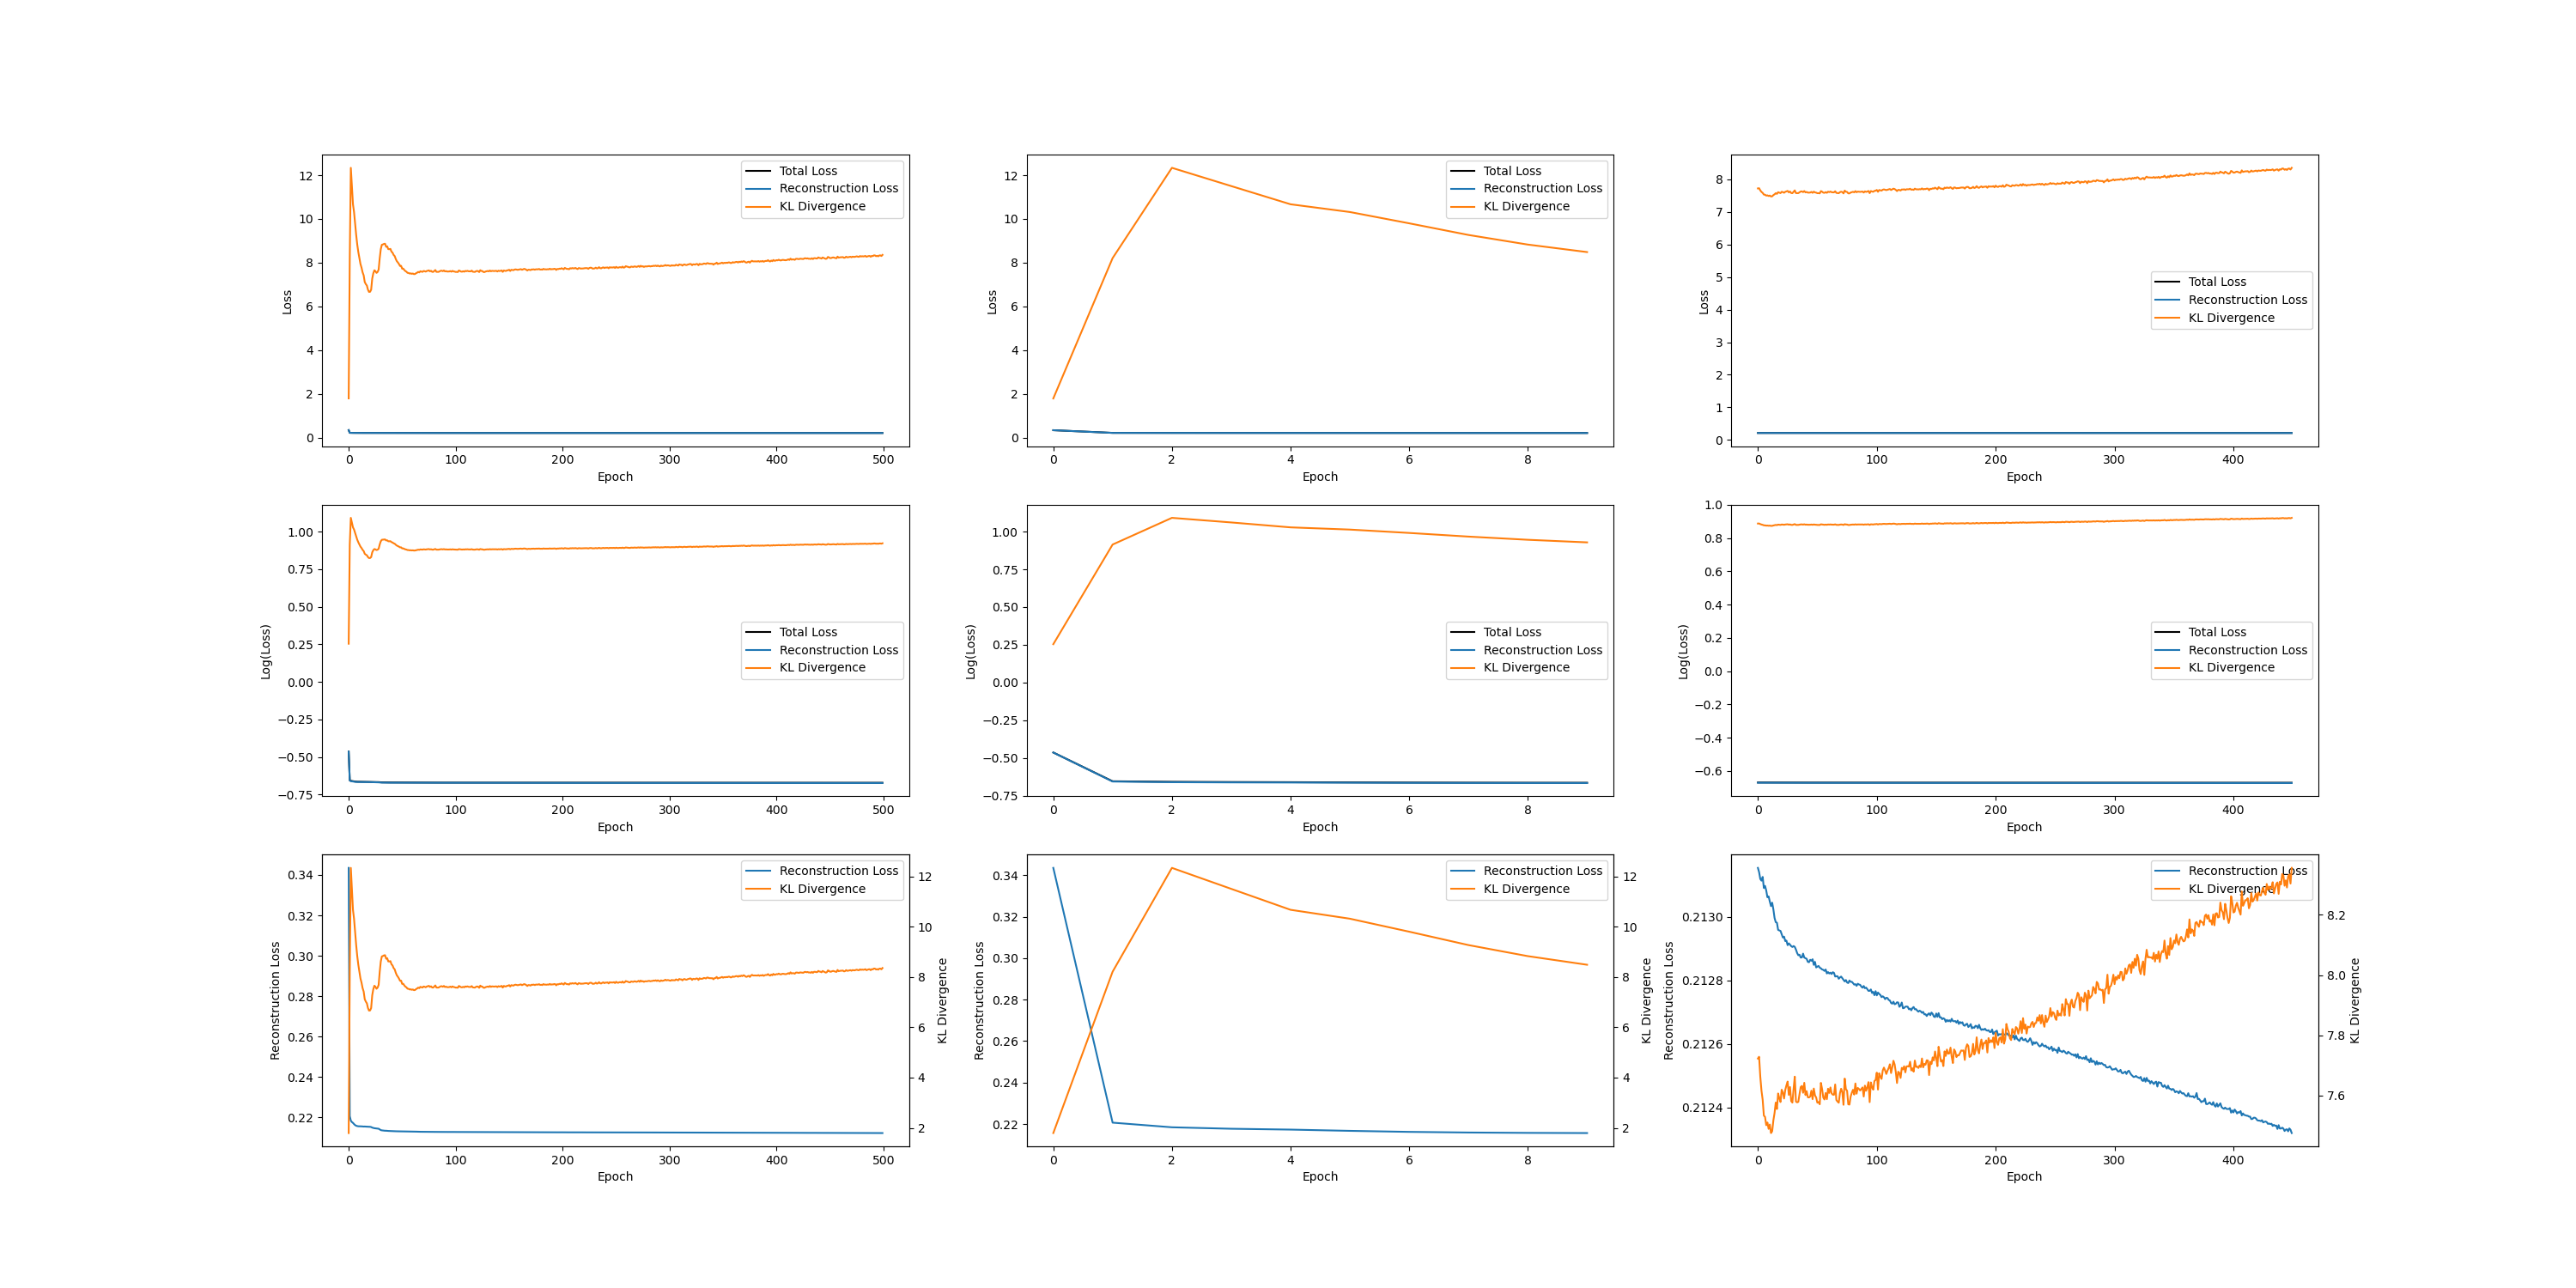 12
10
8
6
4
2
0
Loss
0 100 200 300 400 500
Epoch
Total Loss
Reconstruction Loss
KL Divergence
12
10
8
6
4
2
0
Loss
0 2 4 6 8
Epoch
Total Loss
Reconstruction Loss
KL Divergence
8
7
6
5
4
3
2
1
0
Loss
0 100 200 300 400
Epoch
Total Loss
Reconstruction Loss
KL Divergence
1.00
0.75
0.50
0.25
0.00
−0.25
−0.50
−0.75
Log(Loss)
0 100 200 300 400 500
Epoch
Total Loss
Reconstruction Loss
KL Divergence
1.00
0.75
0.50
0.25
0.00
−0.25
−0.50
−0.75
Log(Loss)
0 2 4 6 8
Epoch
Total Loss
Reconstruction Loss
KL Divergence
1.0
0.8
0.6
0.4
0.2
0.0
−0.2
−0.4
−0.6
Log(Loss)
0 100 200 300 400
Epoch
Total Loss
Reconstruction Loss
KL Divergence
0.34
0.32
0.30
0.28
0.26
0.24
0.22
Reconstruction Loss
0 100 200 300 400 500
Epoch
Reconstruction Loss
KL Divergence
12
10
8
6
4
2
KL Divergence
0.34
0.32
0.30
0.28
0.26
0.24
0.22
Reconstruction Loss
0 2 4 6 8
Epoch
Reconstruction Loss
KL Divergence
12
10
8
6
4
2
KL Divergence
0.2130
0.2128
0.2126
0.2124
Reconstruction Loss
0 100 200 300 400
Epoch
Reconstruction Loss
KL Divergence
8.2
8.0
7.8
7.6
KL Divergence